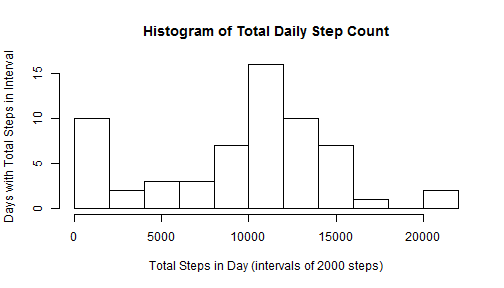 Histogram of Total Daily Step Count
Days with Total Steps in Interval
15
10
5
0
0 5000 10000 15000 20000
Total Steps in Day (intervals of 2000 steps)